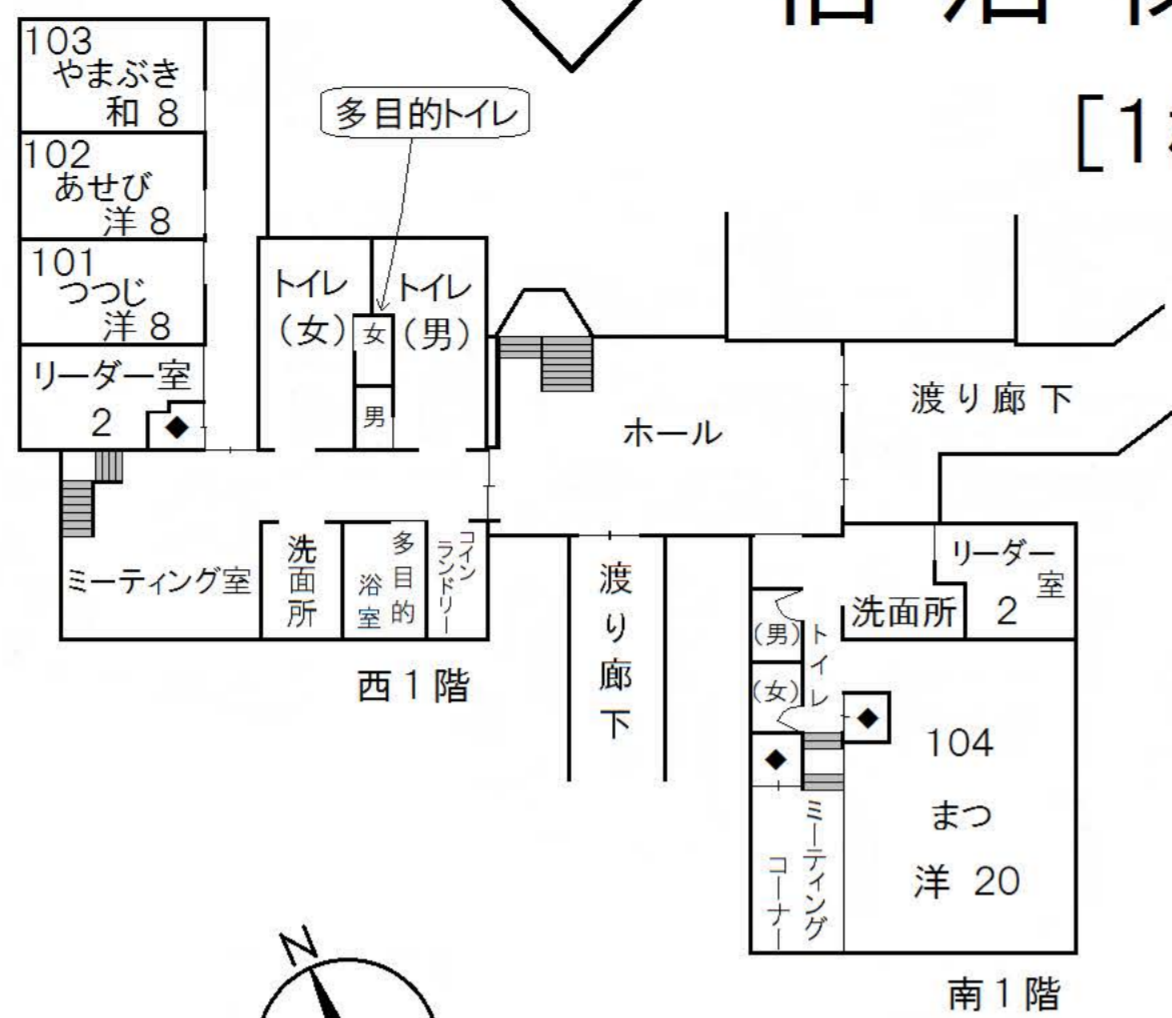 [1
103
やまぶき
和 8
102
あせび
洋 8
101
つつじ
洋 8
リーダー室
2
◆
多目的トイレ
トイレ
(女)
女
男
トイレ
(男)
ホール
渡り廊下
ミーティング室
洗面所
多目的
浴室
コイン
ランドリー
西1階
渡り廊下
リーダー
室
2
洗面所
(男)
(女)
トイレ
◆
◆
104
まつ
洋 20
ミーティング
コーナー
南1階
N